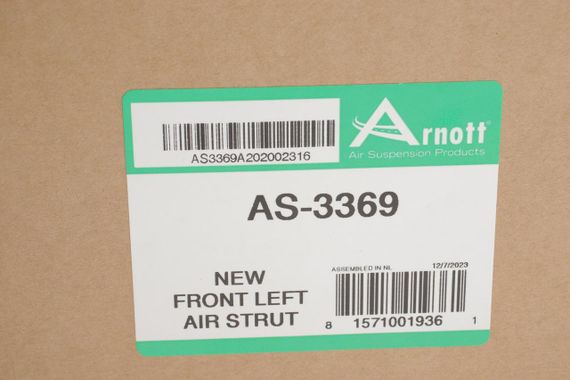 AS3369A202002316
Arnott®
Air Suspension Products
AS-3369
ASSEMBLED IN NL 12/7/2023
NEW
FRONT LEFT
AIR STRUT
8 1571001936 1